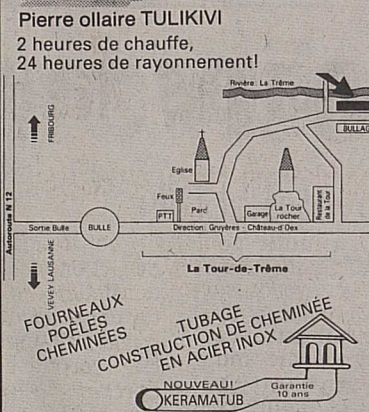 Pierre ollaire TULIKIVI
2 heures de chauffe,
24 heures de rayonnement!
Rivière: La Trême
FRIBOURG
BULLAG
Eglise
Feux
PTT
Parc
Garage
La Tour
rocher
Restaurant
de la Tour
Autoroute N 12
Sortie Bulle
BULLE
Direction: Gruyères - Château-d'Oex
VEVEY LAUSANNE
La Tour-de-Trême
FOURNEAUX
POÊLES
CHEMINÉES
TUBAGE
CONSTRUCTION DE CHEMINÉE
EN ACIER INOX
NOUVEAU!
KERAMATUB
Garantie
10 ans